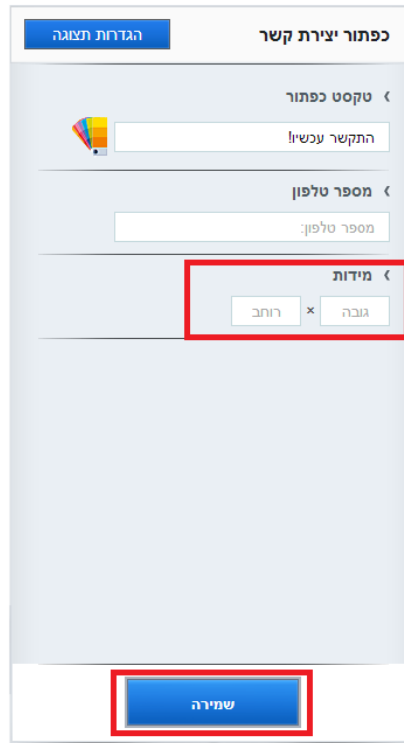 כפתור יצירת קשר הגדרות תצוגה
טקסט כפתור
התקשר עכשיו!
מספר טלפון
מספר טלפון:
מידות
גובה × רוחב
שמירה